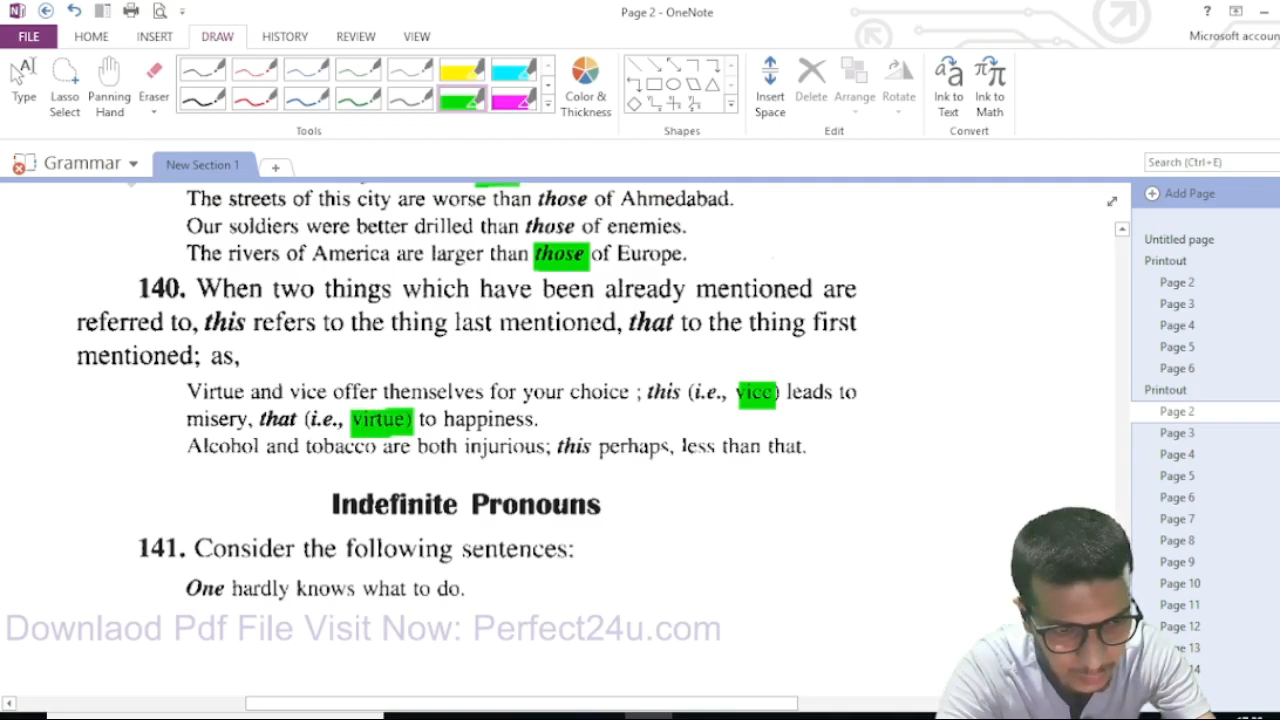 Page 2 - OneNote
?
FILE HOME INSERT DRAW HISTORY REVIEW VIEW
Microsoft accoun
Type Lasso Select Panning Hand Eraser
Color & Thickness
Insert Space Delete Arrange Rotate
Ink to Text Ink to Math
Tools Shapes Edit Convert
Grammar New Section 1 +
Search (Ctrl+E)
The streets of this city are worse than those of Ahmedabad.
Our soldiers were better drilled than those of enemies.
The rivers of America are larger than those of Europe.
140. When two things which have been already mentioned are
referred to, this refers to the thing last mentioned, that to the thing first
mentioned; as,
Virtue and vice offer themselves for your choice ; this (i.e., vice) leads to
misery, that (i.e., virtue) to happiness.
Alcohol and tobacco are both injurious; this perhaps, less than that.
Indefinite Pronouns
141. Consider the following sentences:
One hardly knows what to do.
Downlaod Pdf File Visit Now: Perfect24u.com
Add Page
Untitled page
Printout
Page 2
Page 3
Page 4
Page 5
Page 6
Printout
Page 2
Page 3
Page 4
Page 5
Page 6
Page 7
Page 8
Page 9
Page 10
Page 11
Page 12
13
14